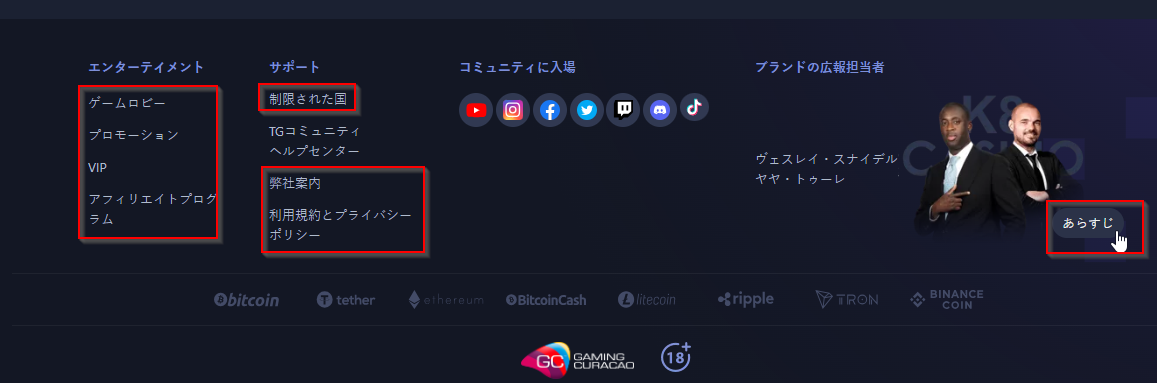 エンターテイメント
ゲームロビー
プロモーション
VIP
アフィリエイトプログ
ラム
サポート
制限された国
TGコミュニティ
ヘルプセンター
弊社案内
利用規約とプライバシー
ポリシー
コミュニティに入場
ブランドの広報担当者
K8
CASINO
ヴェスレイ・スナイデル
ヤヤ・トゥーレ
あらすじ
bitcoin
tether
ethereum
BitcoinCash
litecoin
ripple
TRON
BINANCE
COIN
GC GAMING
CURACAO
18+